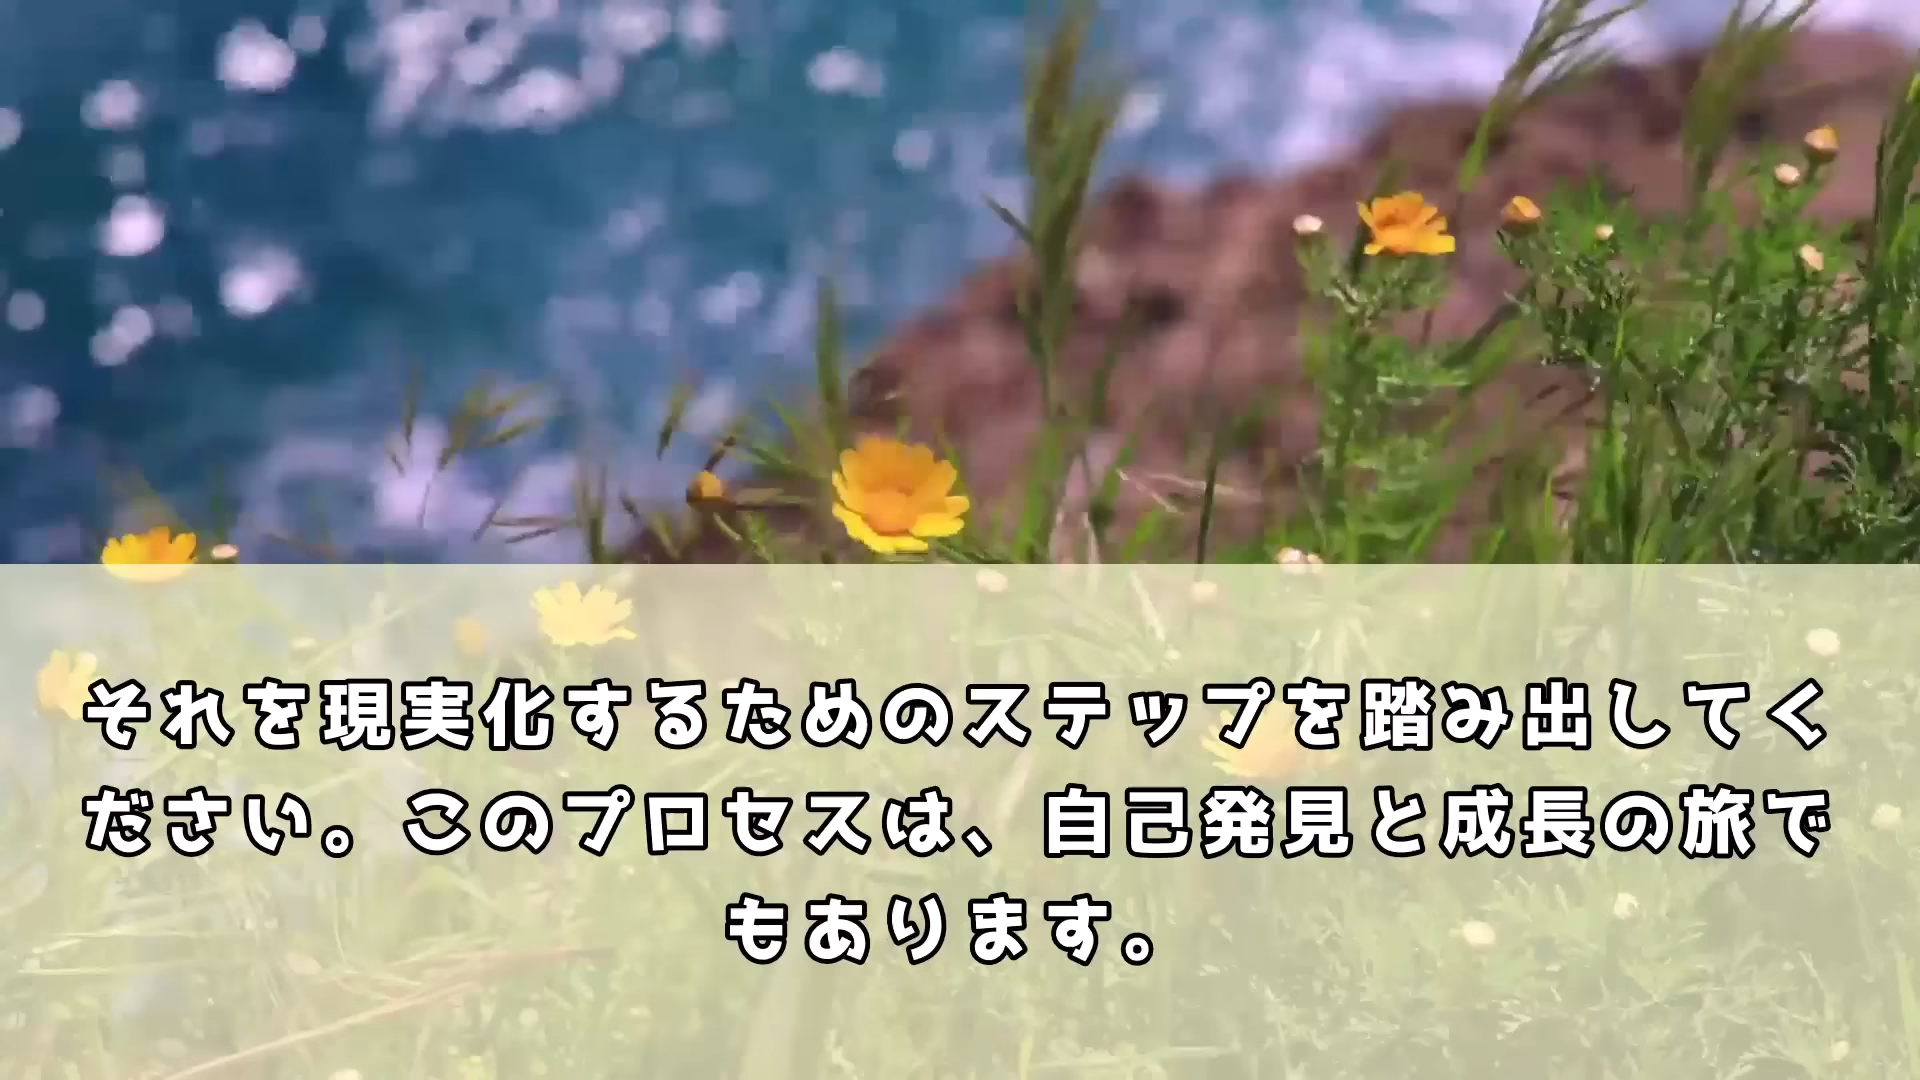 それを現実化するためのステップを踏み出してく
ださい。このプロセスは、自己発見と成長の旅で
もあります。